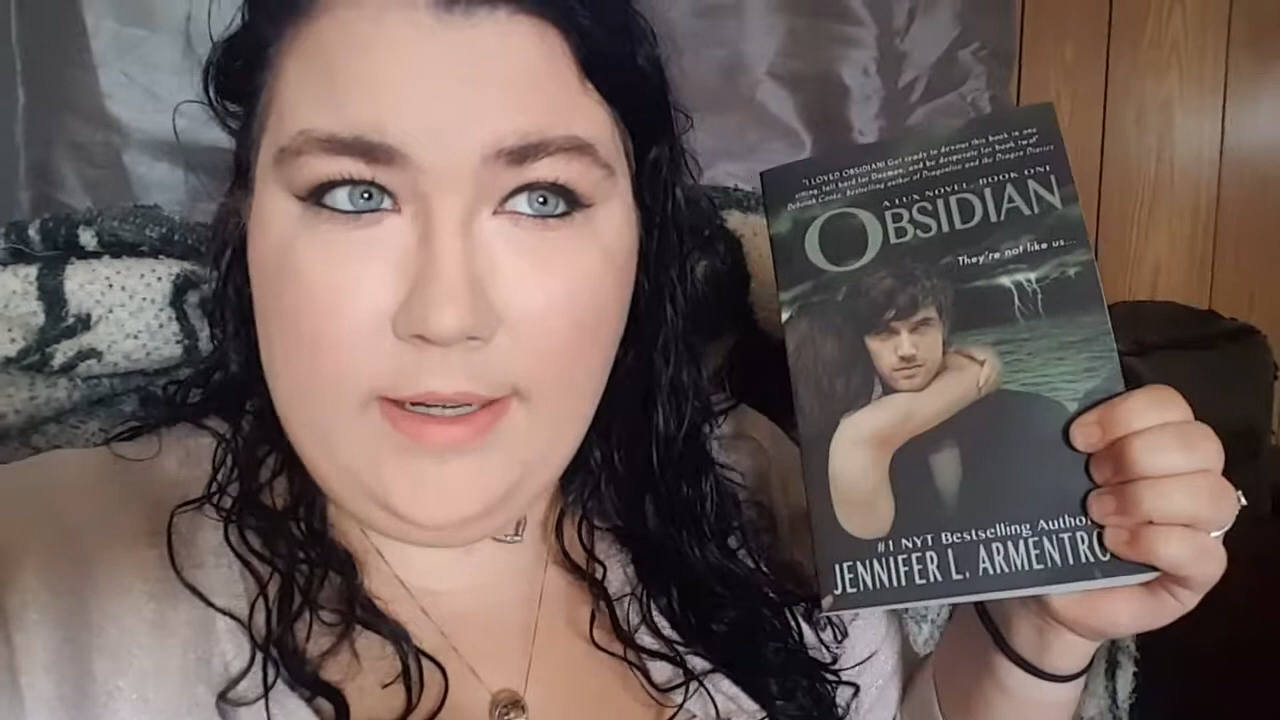 "I LOVED OBSIDIAN! Get ready to devour this book in one
sitting, fall hard for Daemon, and be desperate for book two!"
Deborah Cooke, bestselling author of Dragonfire and the Dragon Diaries
A LUX NOVEL, BOOK ONE
OBSIDIAN
They're not like us...
#1 NYT Bestselling Autho
JENNIFER L. ARMENTRO